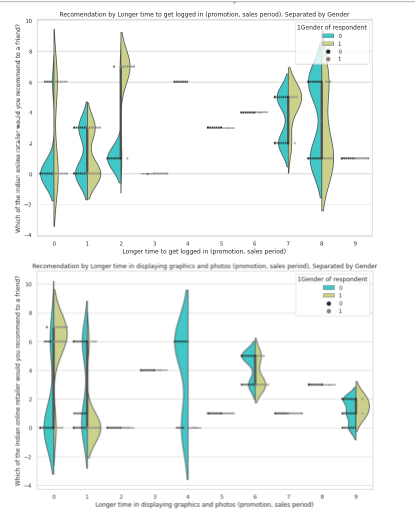 Recomendation by Longer time to get logged in (promotion, sales period), Separated by Gender
Which of the Indian online retailer would you recommend to a friend?
10
8
6
4
2
0
−2
−4
1Gender of respondent
0
1
0
1
0 1 2 3 4 5 6 7 8 9
Longer time to get logged in (promotion, sales period)
Recomendation by Longer time in displaying graphics and photos (promotion, sales period), Separated by Gender
Which of the Indian online retailer would you recommend to a friend?
10
8
6
4
2
0
−2
−4
1Gender of respondent
0
1
0
1
0 1 2 3 4 5 6 7 8 9
Longer time in displaying graphics and photos (promotion, sales period)